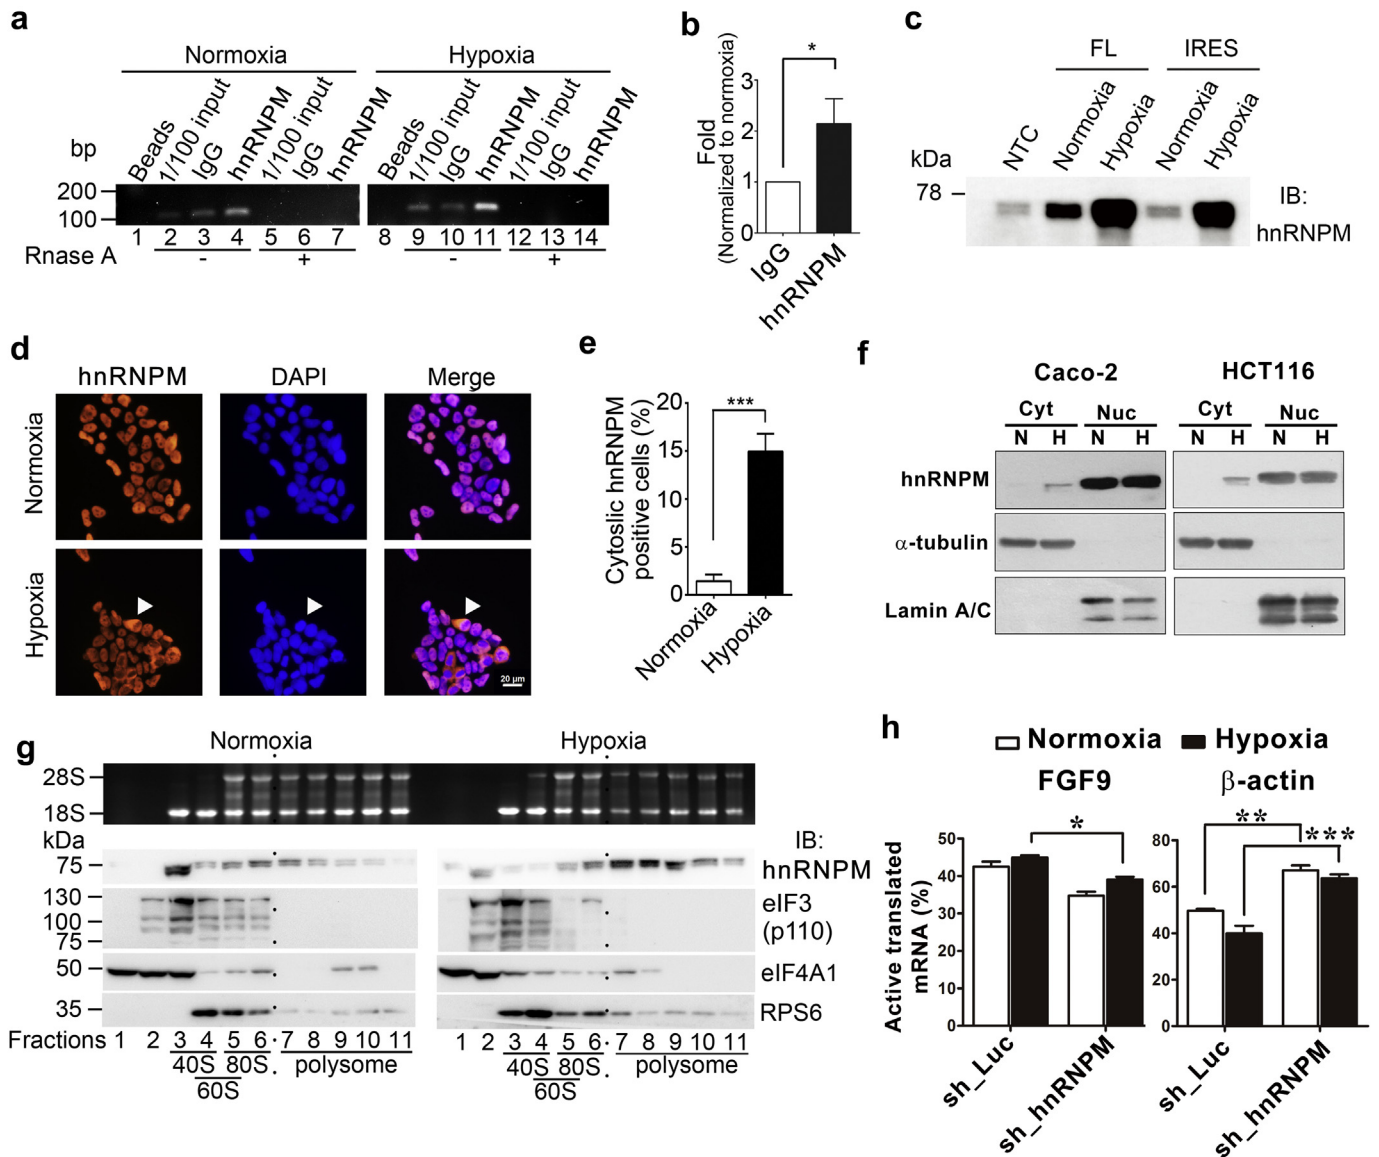 a
Normoxia Hypoxia
bp
Beads 1/100 input IgG hnRNPM 1/100 input IgG hnRNPM Beads 1/100 input IgG hnRNPM 1/100 input IgG hnRNPM
200
100
1 2 3 4 5 6 7 8 9 10 11 12 13 14
Rnase A - + - +
b
Fold
(Normalized to normoxia)
3
2
1
0
*
IgG
hnRNPM
c
FL IRES
NTC Normoxia Hypoxia Normoxia Hypoxia
kDa
78
IB:
hnRNPM
d
hnRNPM DAPI Merge
Normoxia
Hypoxia
20 µm
e
Cytoslic hnRNPM
positive cells (%)
20
15
10
5
0
***
Normoxia
Hypoxia
f
Caco-2 HCT116
Cyt Nuc Cyt Nuc
N H N H N H N H
hnRNPM
α-tubulin
Lamin A/C
g
Normoxia Hypoxia
28S
18S
kDa
75
130
100
75
50
35
IB:
hnRNPM
eIF3
(p110)
eIF4A1
RPS6
Fractions 1 2 3 4 5 6 7 8 9 10 11 1 2 3 4 5 6 7 8 9 10 11
40S 80S polysome 40S 80S polysome
60S 60S
h
Normoxia Hypoxia
FGF9 β-actin
Active translated
mRNA (%)
50
40
30
20
10
0
*
sh_Luc
sh_hnRNPM
80
60
40
20
0
**
***
sh_Luc
sh_hnRNPM